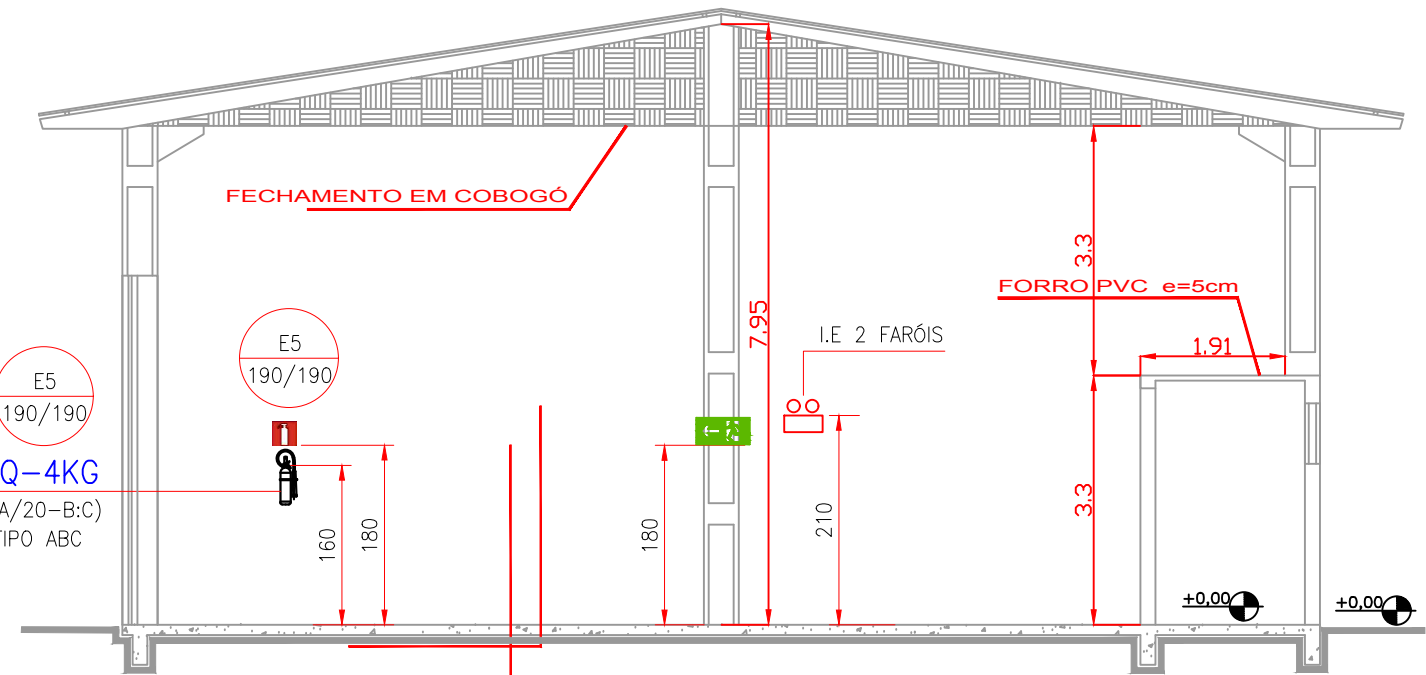 FECHAMENTO EM COBOGÓ
3.3
7.95
FORRO PVC e=5cm
I.E 2 FARÓIS
E5
190/190
1.91
E5
190/190
Q-4KG
A/20-B:C)
TIPO ABC
160
180
180
210
3.3
+0,00
+0,00